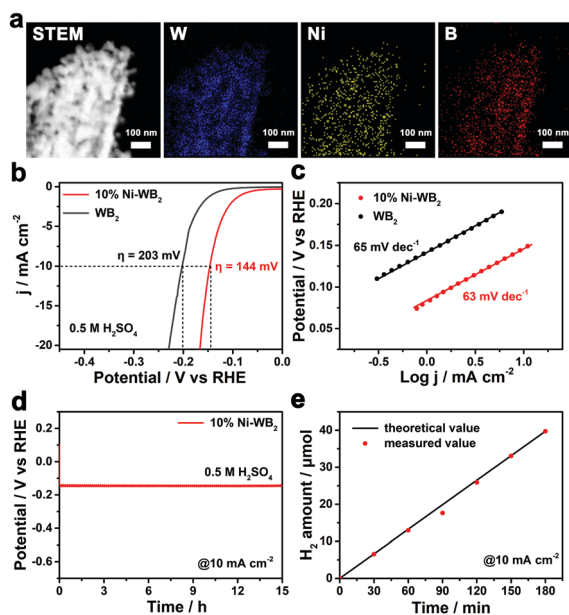 a
STEM
W
Ni
B
100 nm
100 nm
100 nm
100 nm
b
0
-5
-10
-15
-20
j / mA cm⁻²
10% Ni-WB₂
WB₂
η = 203 mV
η = 144 mV
0.5 M H₂SO₄
-0.4
-0.3
-0.2
-0.1
0.0
Potential / V vs RHE
c
0.20
0.15
0.10
0.05
Potential / V vs RHE
10% Ni-WB₂
WB₂
65 mV dec⁻¹
63 mV dec⁻¹
-0.5
0.0
0.5
1.0
Log j / mA cm⁻²
d
0.2
0.0
-0.2
-0.4
-0.6
Potential / V vs RHE
10% Ni-WB₂
0.5 M H₂SO₄
@10 mA cm⁻²
0
3
6
9
12
15
Time / h
e
50
40
30
20
10
0
H₂ amount / μmol
theoretical value
measured value
@10 mA cm⁻²
0
30
60
90
120
150
180
Time / min